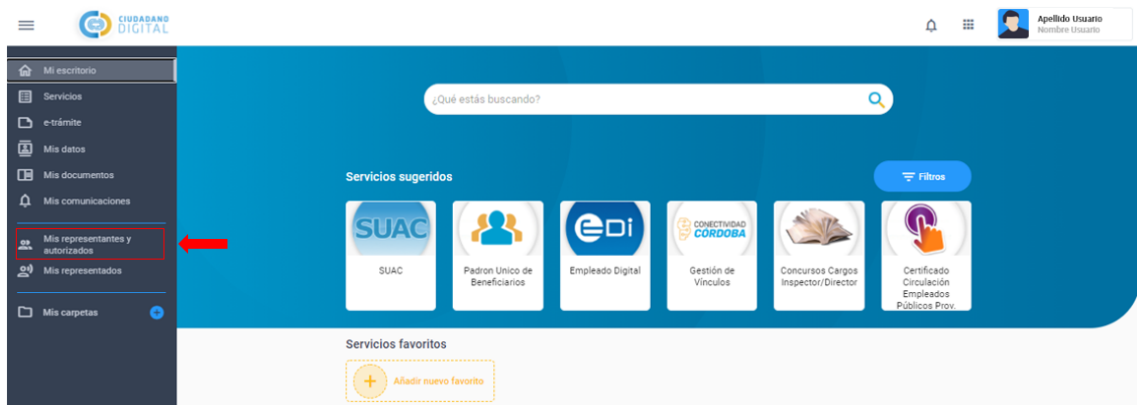 CIUDADANO
DIGITAL
Apellido Usuario
Nombre Usuario
Mi escritorio
Servicios
e-trámite
Mis datos
Mis documentos
Mis comunicaciones
Mis representantes y
autorizados
Mis representados
Mis carpetas
¿Qué estás buscando?
Servicios sugeridos
Filtros
SUAC
SUAC
Padron Unico de
Beneficiarios
eDi
Empleado Digital
CONECTIVIDAD
CÓRDOBA
Gestión de
Vínculos
Concursos Cargos
Inspector/Director
Certificado
Circulación
Empleados
Públicos Prov.
Servicios favoritos
Añadir nuevo favorito